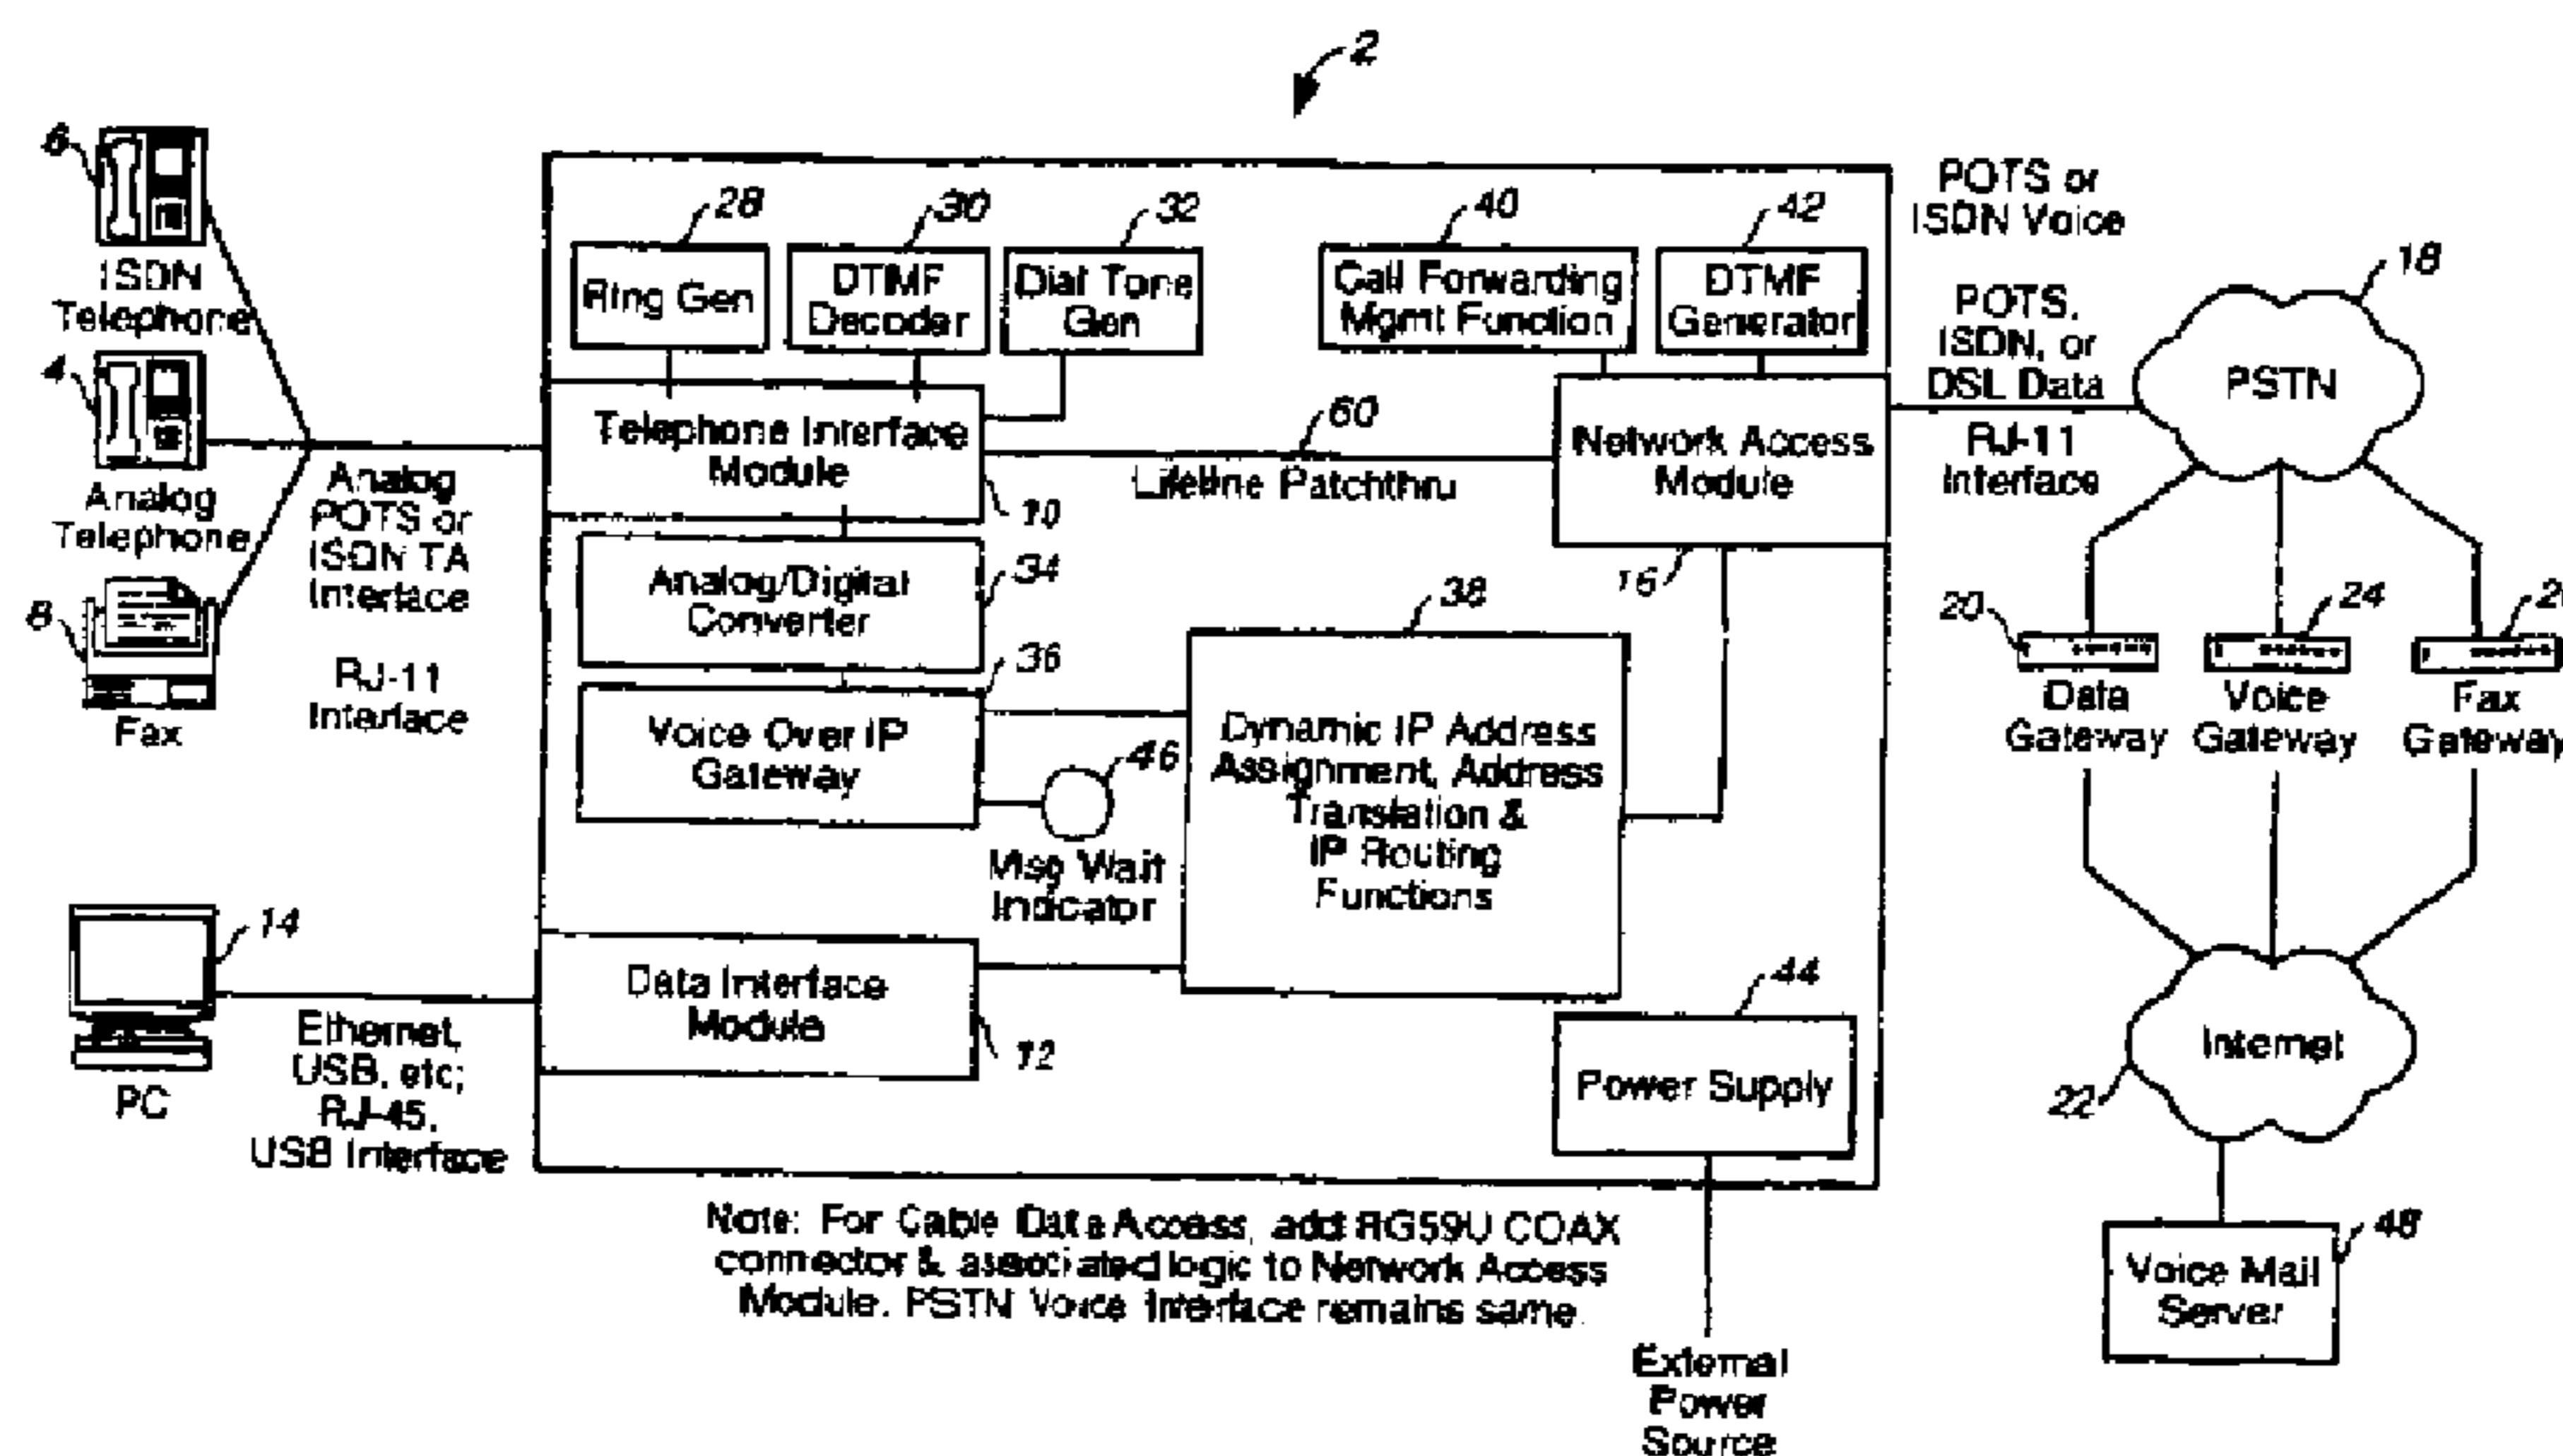 2
6
ISDN
Telephone
4
Analog
Telephone
8
Fax
Analog
POTS or
ISDN TA
Interface
RJ-11
Interface
14
PC
Ethernet,
USB, etc;
RJ-45,
USB Interface
28
Ring Gen
30
DTMF
Decoder
32
Dial Tone
Gen
40
Call Forwarding
Mgmt Function
42
DTMF
Generator
Telephone Interface
Module
10
60
Lifeline Patchthru
Network Access
Module
16
Analog/Digital
Converter
34
Voice Over IP
Gateway
36
46
Msg Wait
Indicator
38
Dynamic IP Address
Assignment, Address
Translation &
IP Routing
Functions
Data Interface
Module
12
44
Power Supply
External
Power
Source
Note: For Cable Data Access, add RG59U COAX
connector & associated logic to Network Access
Module. PSTN Voice Interface remains same.
POTS or
ISDN Voice
POTS,
ISDN, or
DSL Data
RJ-11
Interface
18
PSTN
20
Data
Gateway
24
Voice
Gateway
Fax
Gateway
Internet
22
48
Voice Mail
Server